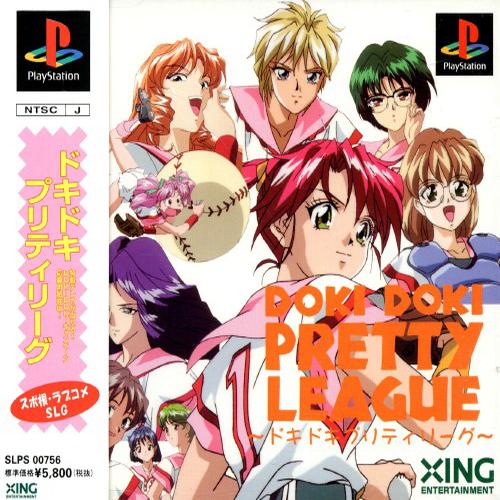 PlayStation
NTSC J
ドキドキ
プリティリーグ
スポ根・ラブコメ
SLG
SLPS 00756
標準価格¥5,800(税抜)
XING
ENTERTAINMENT
PlayStation
1
DOKI DOKI
PRETTY
LEAGUE
~ドキドキプリティリーグ~
XING
ENTERTAINMENT